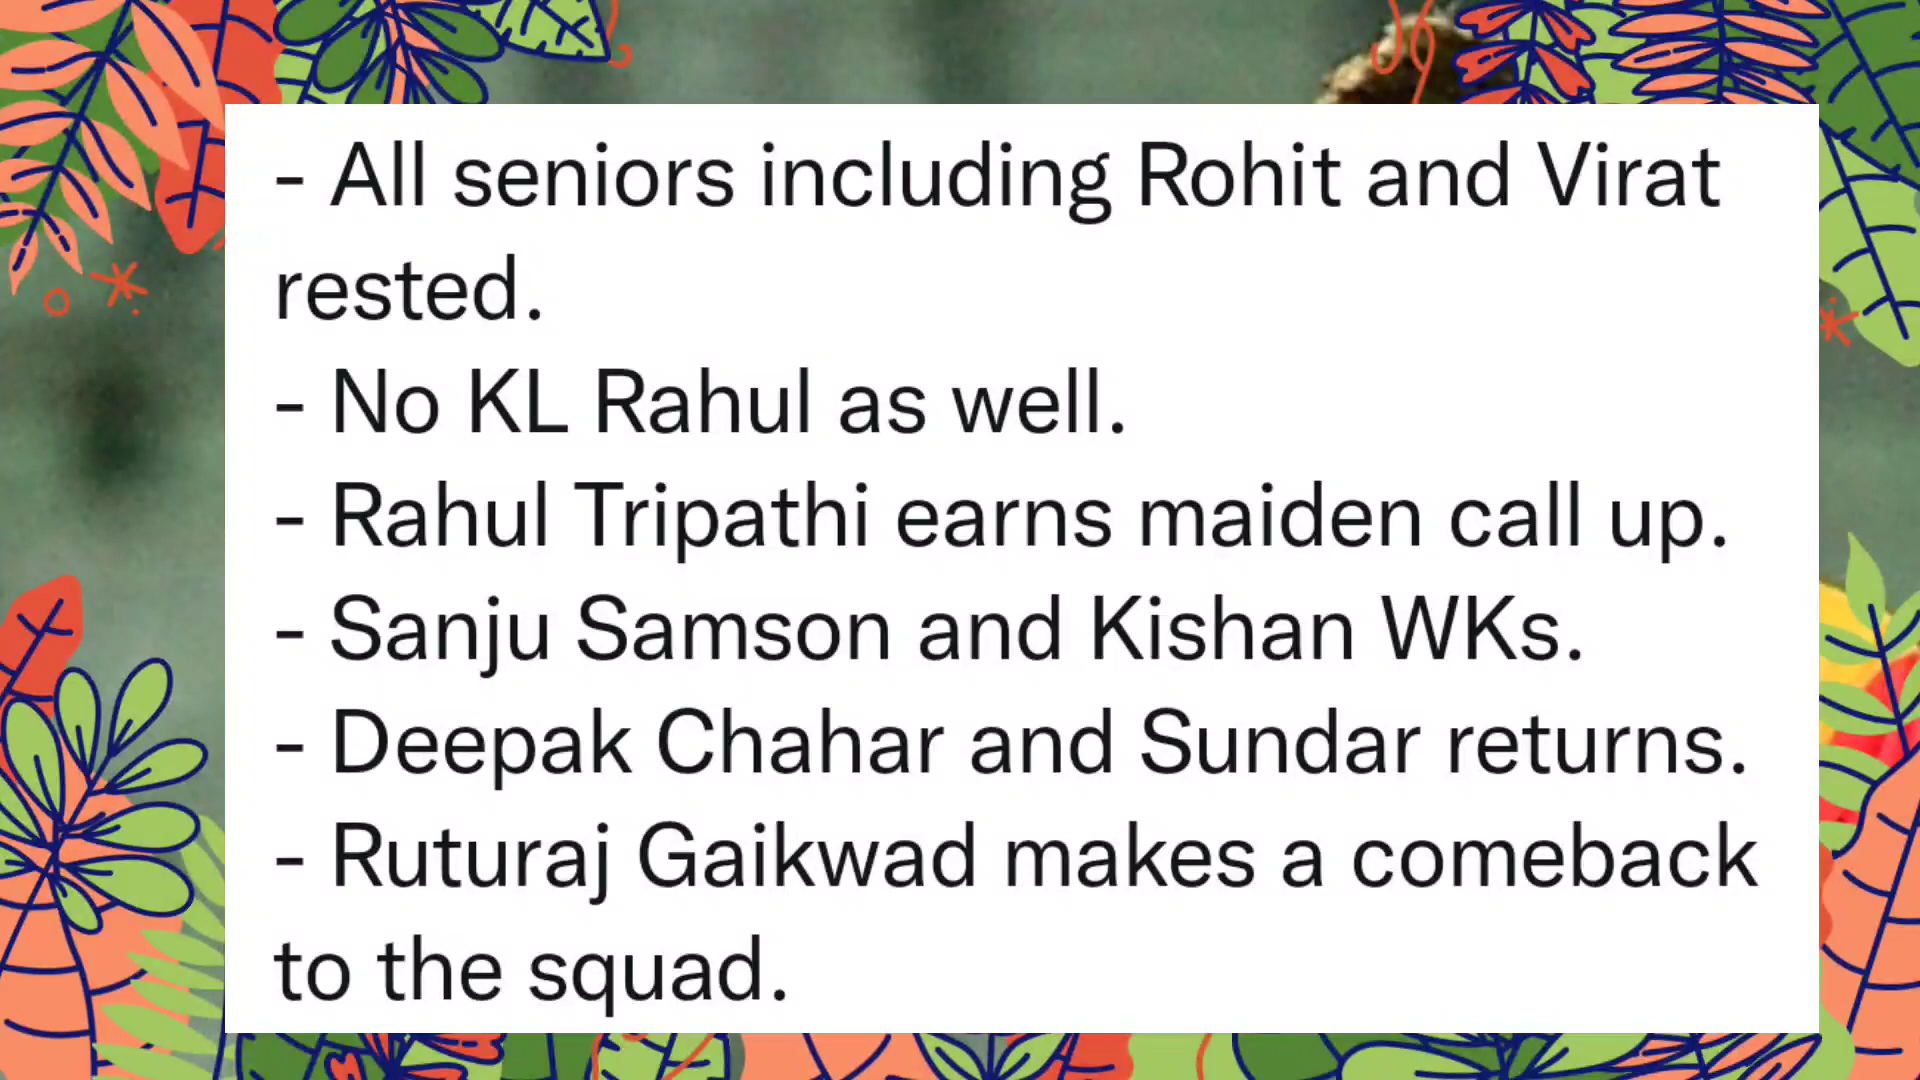 - All seniors including Rohit and Virat
rested.
- No KL Rahul as well.
- Rahul Tripathi earns maiden call up.
- Sanju Samson and Kishan WKs.
- Deepak Chahar and Sundar returns.
- Ruturaj Gaikwad makes a comeback
to the squad.